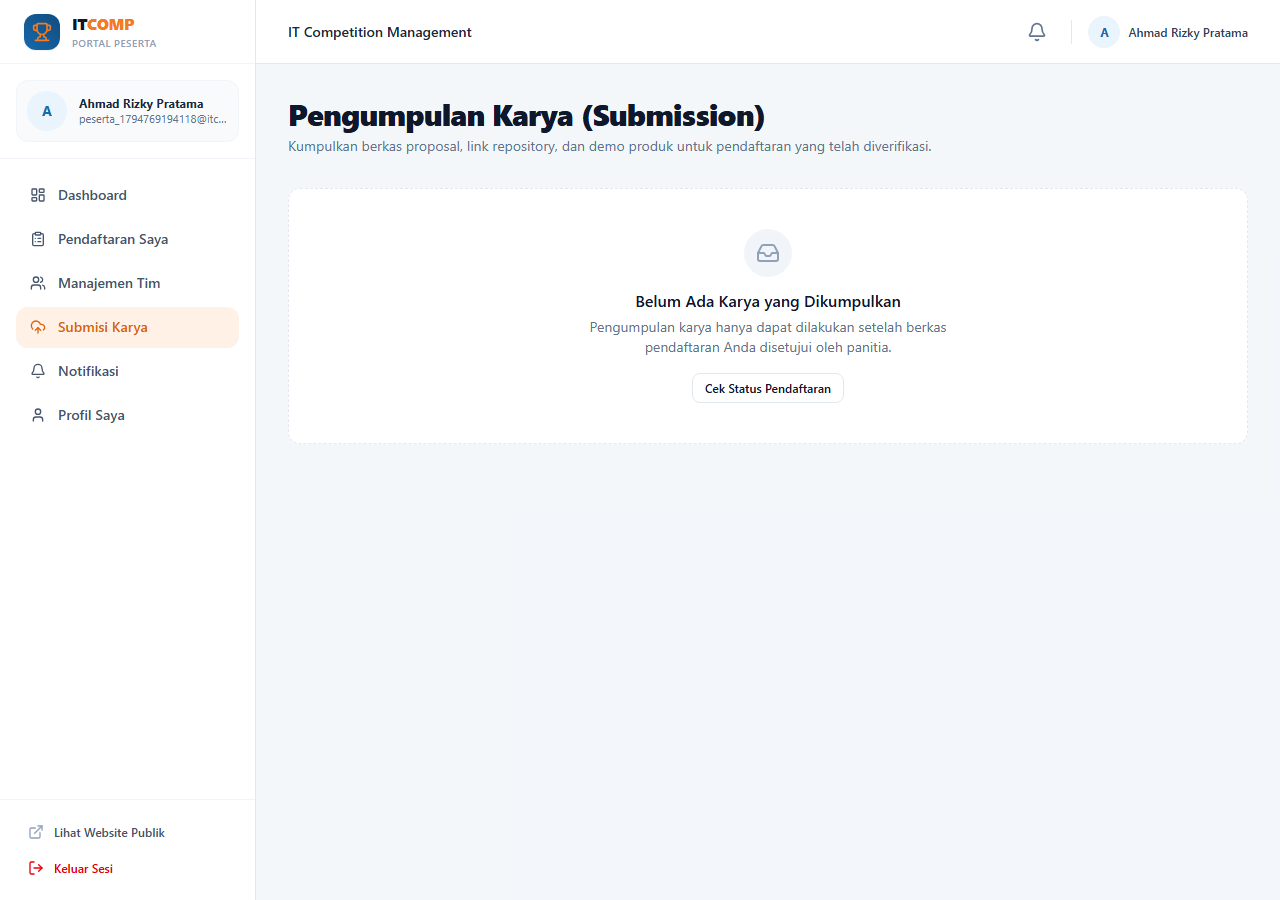 ITCOMP
PORTAL PESERTA
IT Competition Management
A
Ahmad Rizky Pratama
A
Ahmad Rizky Pratama
peserta_1794769194118@itc...
Dashboard
Pendaftaran Saya
Manajemen Tim
Submisi Karya
Notifikasi
Profil Saya
Lihat Website Publik
Keluar Sesi
Pengumpulan Karya (Submission)
Kumpulkan berkas proposal, link repository, dan demo produk untuk pendaftaran yang telah diverifikasi.
Belum Ada Karya yang Dikumpulkan
Pengumpulan karya hanya dapat dilakukan setelah berkas
pendaftaran Anda disetujui oleh panitia.
Cek Status Pendaftaran